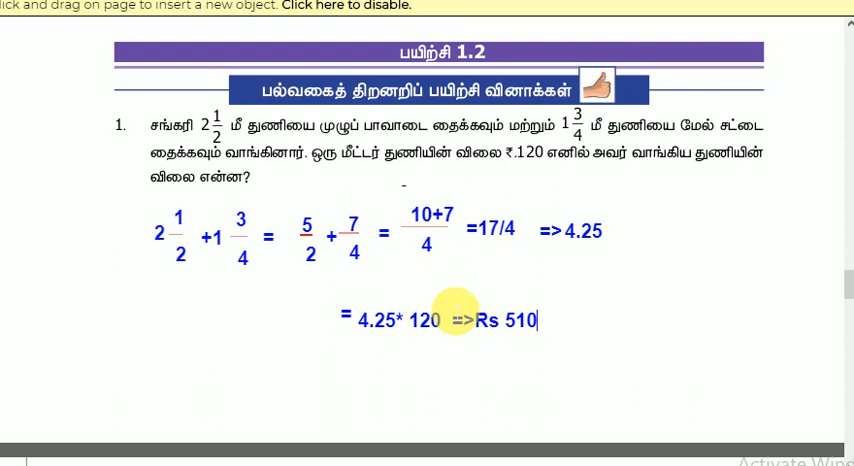 lick and drag on page to insert a new object. Click here to disable.
பயிற்சி 1.2
பல்வகைத் திறனறிப் பயிற்சி வினாக்கள்
1. சங்கரி 2 1/2 மீ துணியை முழுப் பாவாடை தைக்கவும் மற்றும் 1 3/4 மீ துணியை மேல் சட்டை
தைக்கவும் வாங்கினார். ஒரு மீட்டர் துணியின் விலை ₹.120 எனில் அவர் வாங்கிய துணியின்
விலை என்ன?
2 1/2 +1 3/4 = 5/2 + 7/4 = 10+7/4 =17/4 => 4.25
= 4.25* 120 =>Rs 510